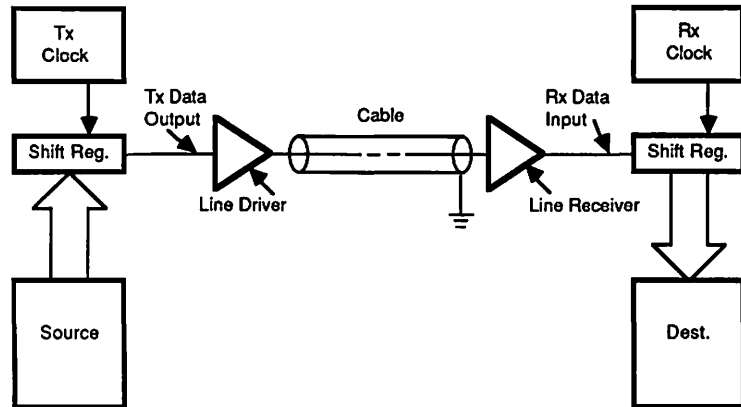 Tx
Clock
Rx
Clock
Tx Data
Output
Cable
Rx Data
Input
Shift Reg.
Shift Reg.
Line Driver
Line Receiver
Source
Dest.